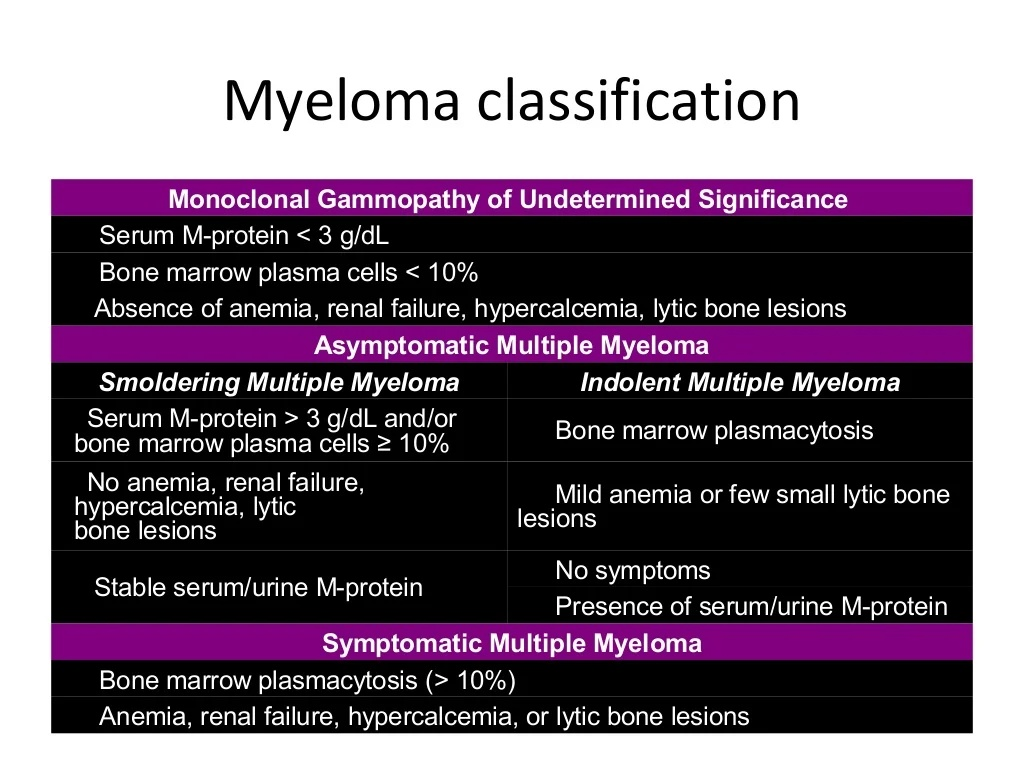 Myeloma classification
Monoclonal Gammopathy of Undetermined Significance
Serum M-protein < 3 g/dL
Bone marrow plasma cells < 10%
Absence of anemia, renal failure, hypercalcemia, lytic bone lesions
Asymptomatic Multiple Myeloma
Smoldering Multiple Myeloma
Indolent Multiple Myeloma
Serum M-protein > 3 g/dL and/or
bone marrow plasma cells ≥ 10%
Bone marrow plasmacytosis
No anemia, renal failure,
hypercalcemia, lytic
bone lesions
Mild anemia or few small lytic bone
lesions
Stable serum/urine M-protein
No symptoms
Presence of serum/urine M-protein
Symptomatic Multiple Myeloma
Bone marrow plasmacytosis (> 10%)
Anemia, renal failure, hypercalcemia, or lytic bone lesions